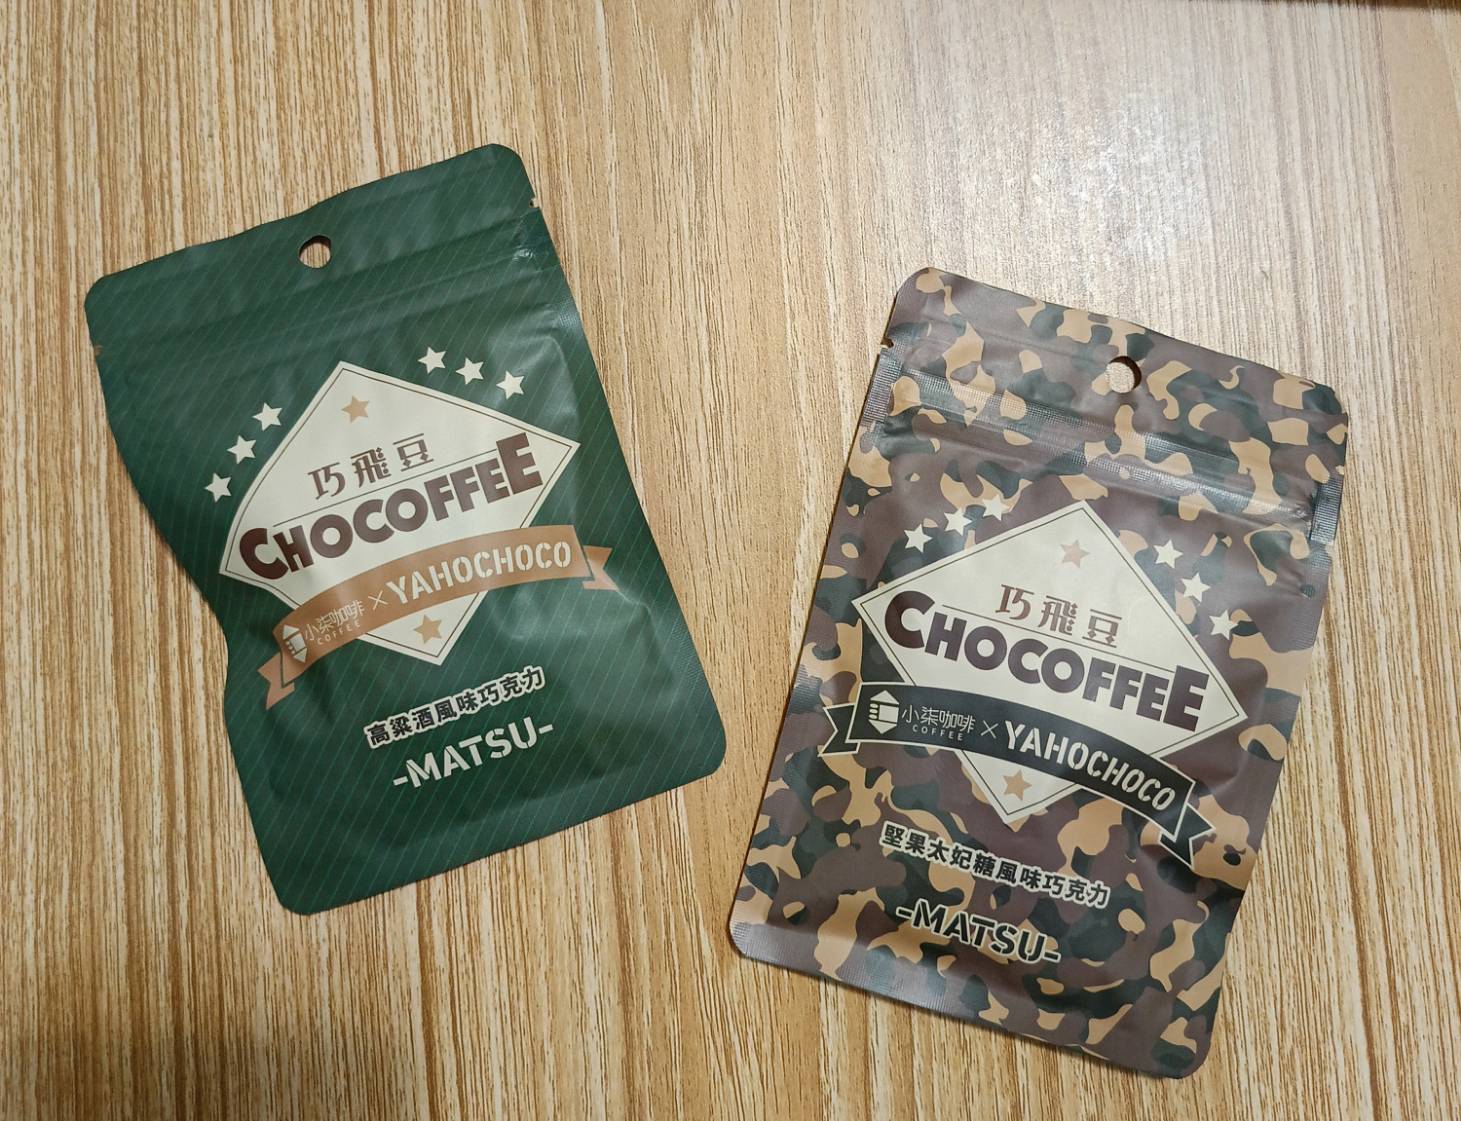 巧飛豆
CHOCOFFEE
小柒咖啡 × YAHOCHOCO
COFFEE
高粱酒風味巧克力
-MATSU-
巧飛豆
CHOCOFFEE
小柒咖啡 × YAHOCHOCO
COFFEE
堅果太妃糖風味巧克力
-MATSU-